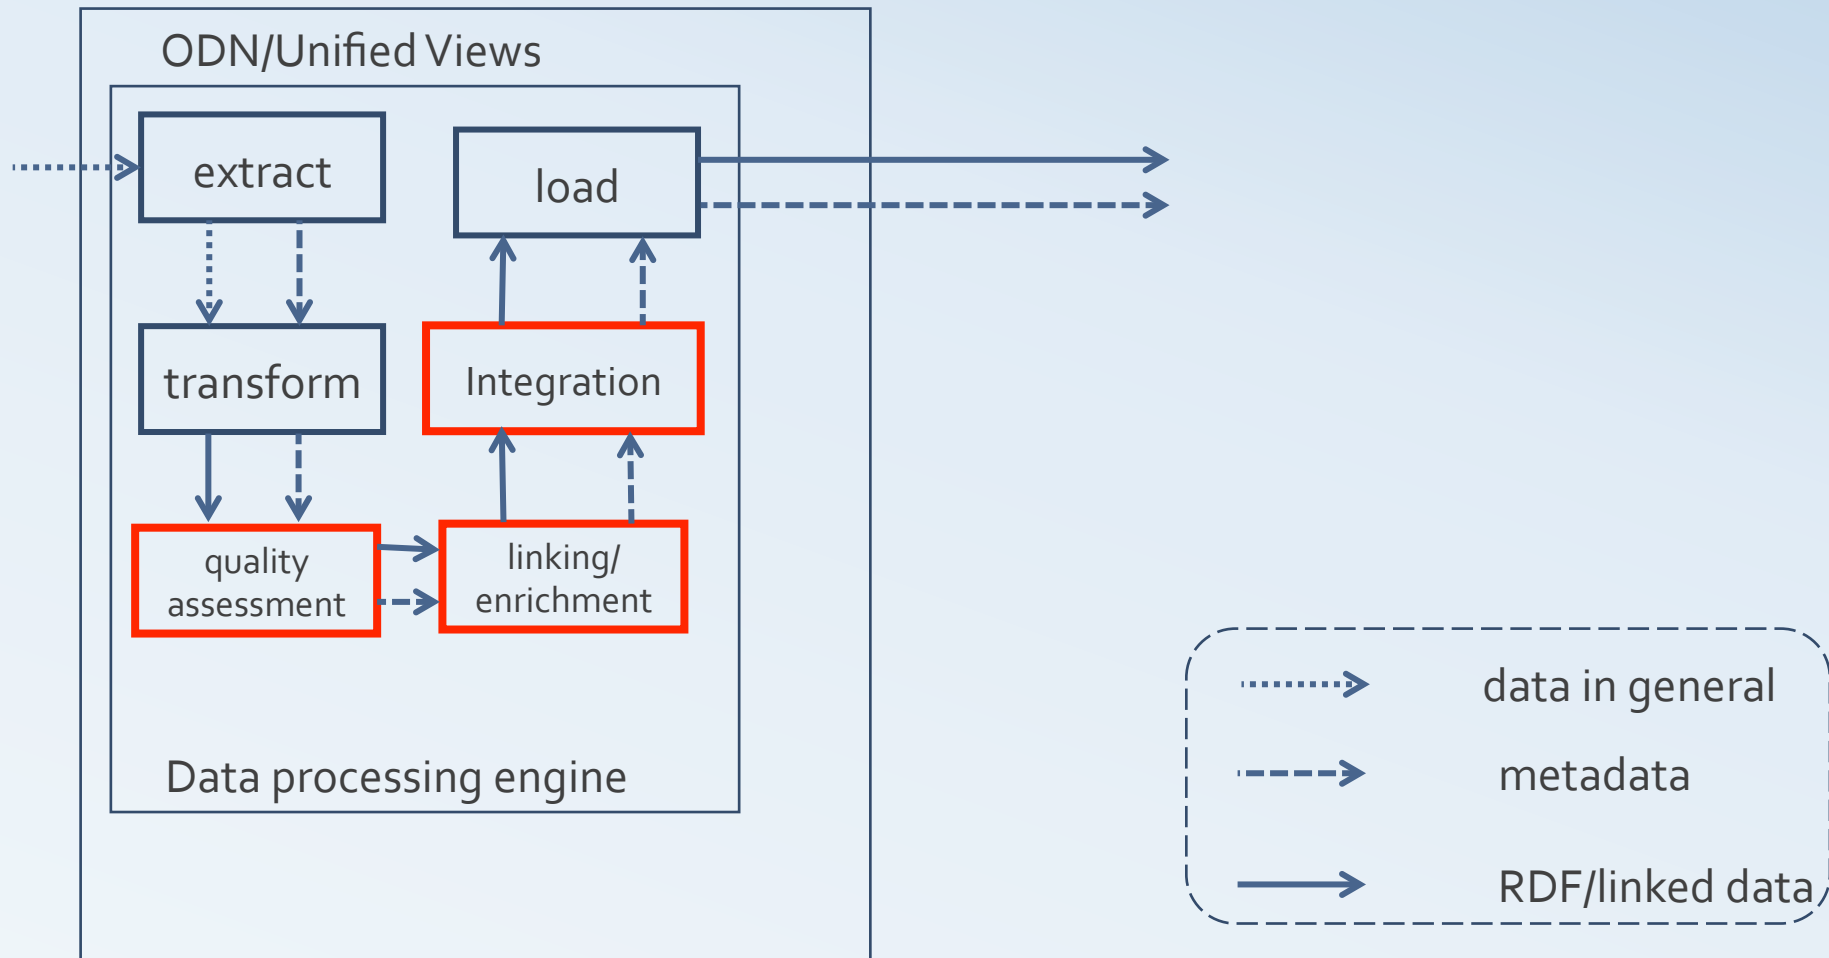 ODN/Unified Views
extract
load
transform
Integration
quality
assessment
linking/
enrichment
Data processing engine
data in general
metadata
RDF/linked data